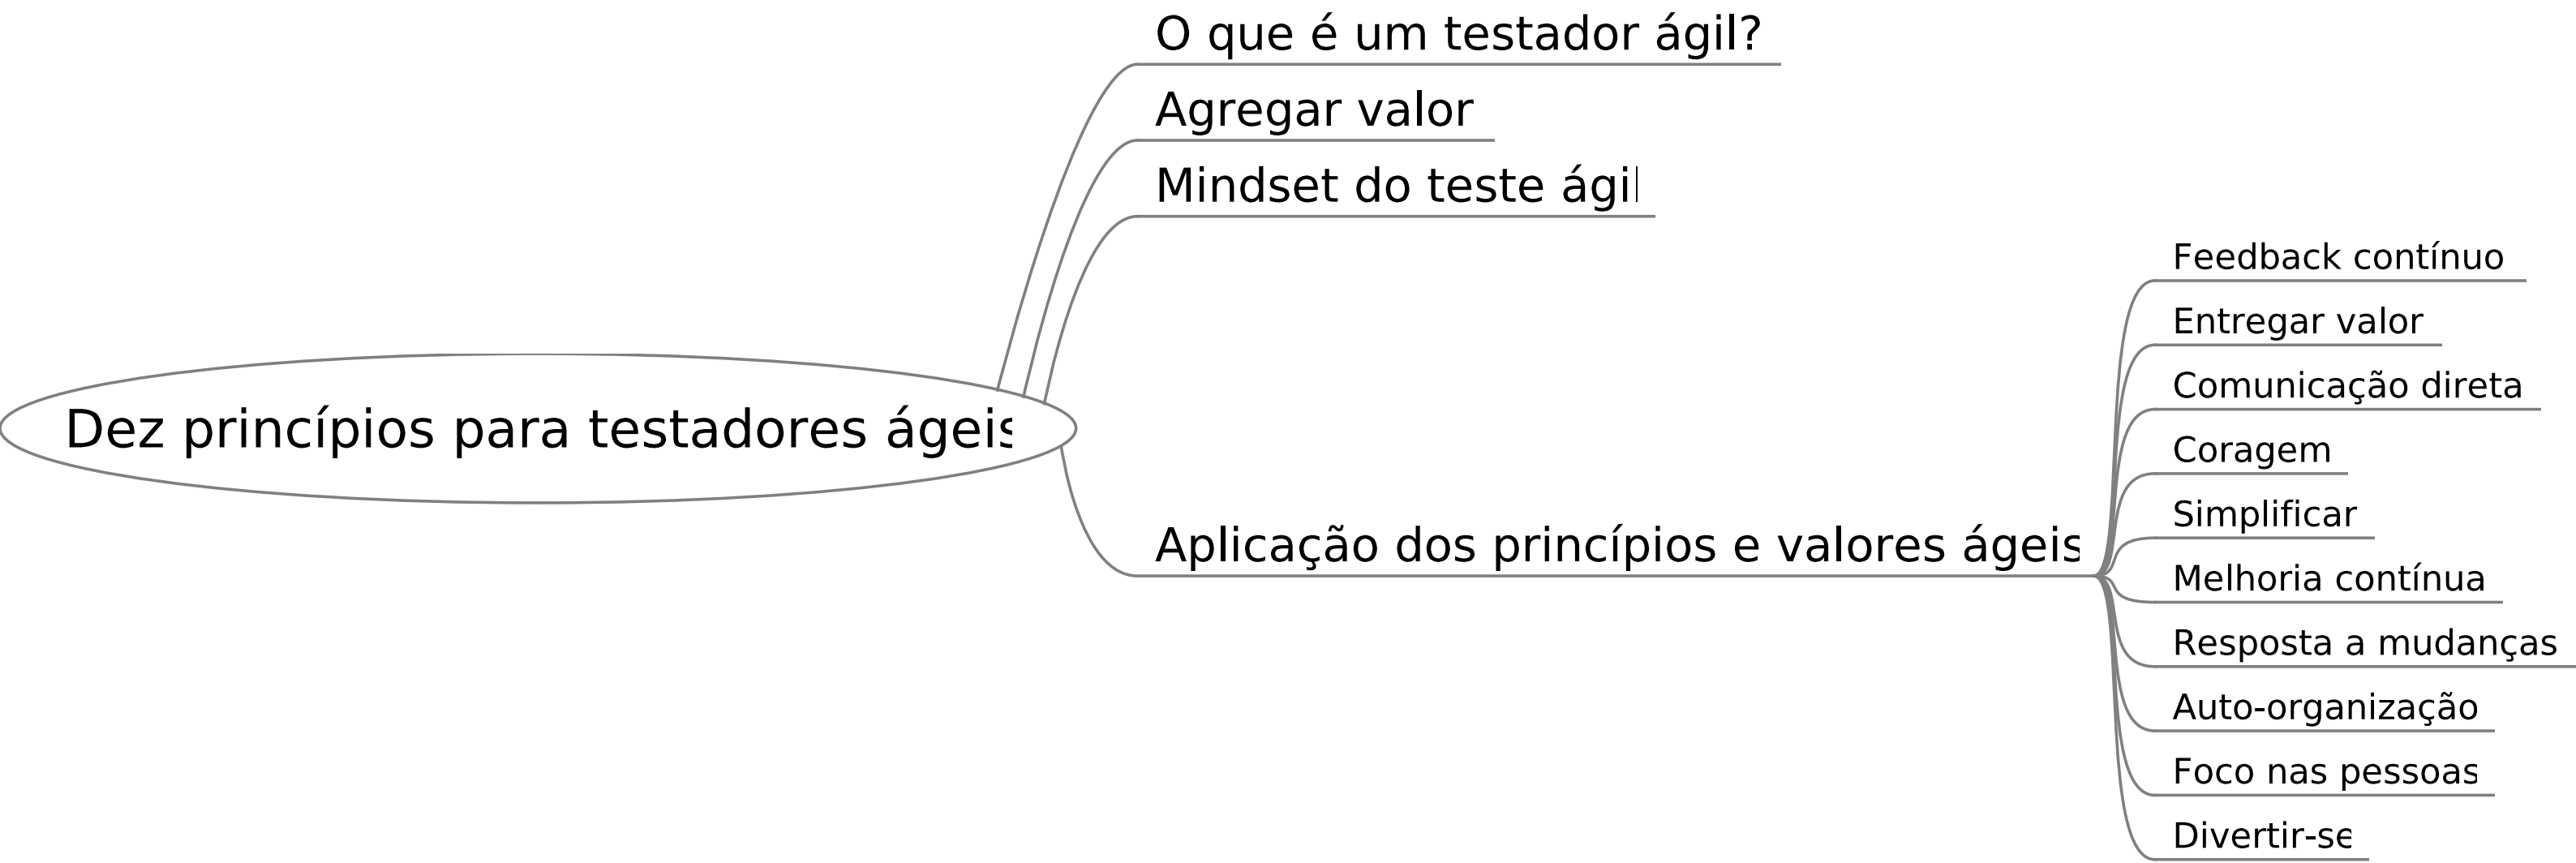 O que é um testador ágil?
Agregar valor
Mindset do teste ágil
Dez princípios para testadores ágeis
Aplicação dos princípios e valores ágeis
Feedback contínuo
Entregar valor
Comunicação direta
Coragem
Simplificar
Melhoria contínua
Resposta a mudanças
Auto-organização
Foco nas pessoas
Divertir-se